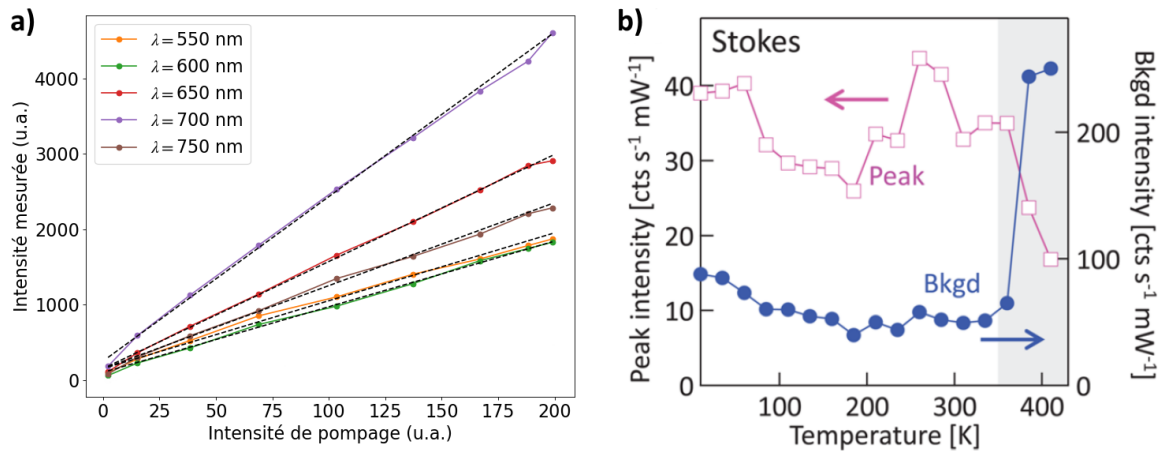 a)
λ=550 nm
λ=600 nm
λ=650 nm
λ=700 nm
λ=750 nm
Intensité mesurée (u.a.)
4000
3000
2000
1000
0
0 25 50 75 100 125 150 175 200
Intensité de pompage (u.a.)
b)
Stokes
Peak
Bkgd
Peak intensity [cts s⁻¹ mW⁻¹]
40
30
20
10
0
Bkgd intensity [cts s⁻¹ mW⁻¹]
200
100
0
100 200 300 400
Temperature [K]